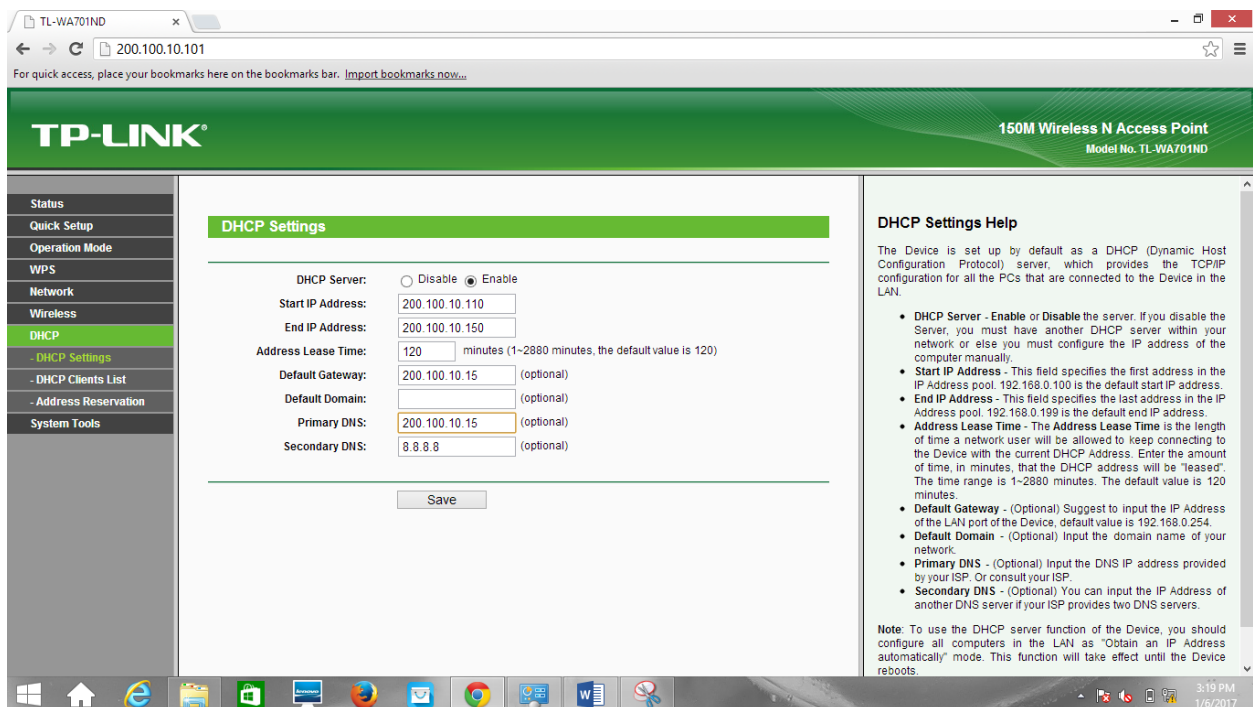 TL-WA701ND
200.100.10.101
For quick access, place your bookmarks here on the bookmarks bar. Import bookmarks now...
TP-LINK®
150M Wireless N Access Point
Model No. TL-WA701ND
Status
Quick Setup
Operation Mode
WPS
Network
Wireless
DHCP
- DHCP Settings
- DHCP Clients List
- Address Reservation
System Tools
DHCP Settings
DHCP Server: Disable Enable
Start IP Address: 200.100.10.110
End IP Address: 200.100.10.150
Address Lease Time: 120 minutes (1~2880 minutes, the default value is 120)
Default Gateway: 200.100.10.15 (optional)
Default Domain: (optional)
Primary DNS: 200.100.10.15 (optional)
Secondary DNS: 8.8.8.8 (optional)
Save
DHCP Settings Help
The Device is set up by default as a DHCP (Dynamic Host
Configuration Protocol) server, which provides the TCP/IP
configuration for all the PCs that are connected to the Device in the
LAN.
• DHCP Server - Enable or Disable the server. If you disable the
Server, you must have another DHCP server within your
network or else you must configure the IP address of the
computer manually.
• Start IP Address - This field specifies the first address in the
IP Address pool. 192.168.0.100 is the default start IP address.
• End IP Address - This field specifies the last address in the IP
Address pool. 192.168.0.199 is the default end IP address.
• Address Lease Time - The Address Lease Time is the length
of time a network user will be allowed to keep connecting to
the Device with the current DHCP Address. Enter the amount
of time, in minutes, that the DHCP address will be "leased".
The time range is 1~2880 minutes. The default value is 120
minutes.
• Default Gateway - (Optional) Suggest to input the IP Address
of the LAN port of the Device, default value is 192.168.0.254.
• Default Domain - (Optional) Input the domain name of your
network.
• Primary DNS - (Optional) Input the DNS IP address provided
by your ISP. Or consult your ISP.
• Secondary DNS - (Optional) You can input the IP Address of
another DNS server if your ISP provides two DNS servers.
Note: To use the DHCP server function of the Device, you should
configure all computers in the LAN as "Obtain an IP Address
automatically" mode. This function will take effect until the Device
reboots.
lenovo
3:19 PM
1/6/2017